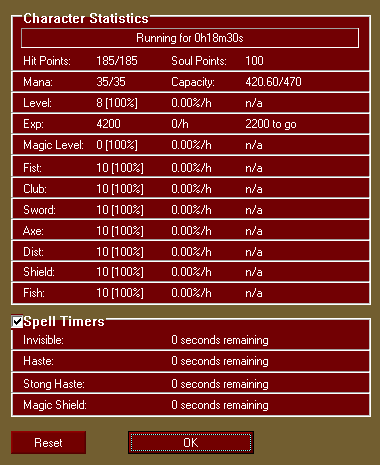 Character Statistics
Running for 0h18m30s
Hit Points: 185/185 Soul Points: 100
Mana: 35/35 Capacity: 420.60/470
Level: 8 [100%] 0.00%/h n/a
Exp: 4200 0/h 2200 to go
Magic Level: 0 [100%] 0.00%/h n/a
Fist: 10 [100%] 0.00%/h n/a
Club: 10 [100%] 0.00%/h n/a
Sword: 10 [100%] 0.00%/h n/a
Axe: 10 [100%] 0.00%/h n/a
Dist: 10 [100%] 0.00%/h n/a
Shield: 10 [100%] 0.00%/h n/a
Fish: 10 [100%] 0.00%/h n/a
Spell Timers
Invisible: 0 seconds remaining
Haste: 0 seconds remaining
Stong Haste: 0 seconds remaining
Magic Shield: 0 seconds remaining
Reset OK